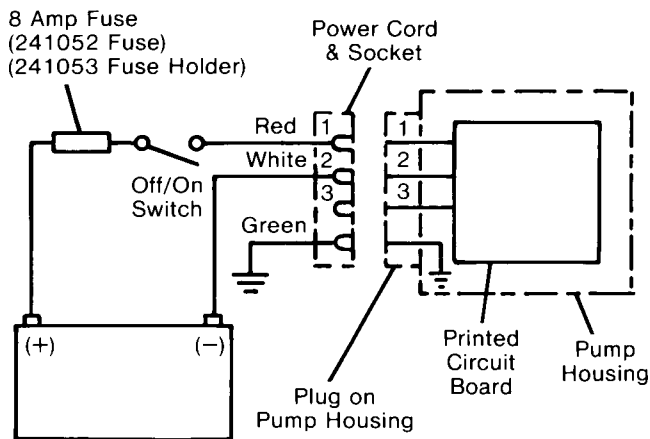 8 Amp Fuse
(241052 Fuse)
(241053 Fuse Holder)
Power Cord
& Socket
Red
1
1
White
2
2
3
3
Off/On
Switch
Green
(+)
(−)
Printed
Circuit
Board
Pump
Housing
Plug on
Pump Housing